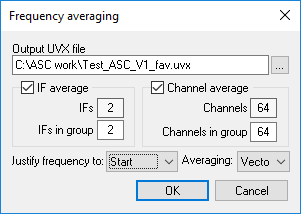 Frequency averaging
Output UVX file
C:\ASC work\Test_ASC_V1_fav.uvx
...
IF average
Channel average
IFs 2
Channels 64
IFs in group 2
Channels in group 64
Justify frequency to: Start Averaging: Vecto
OK Cancel